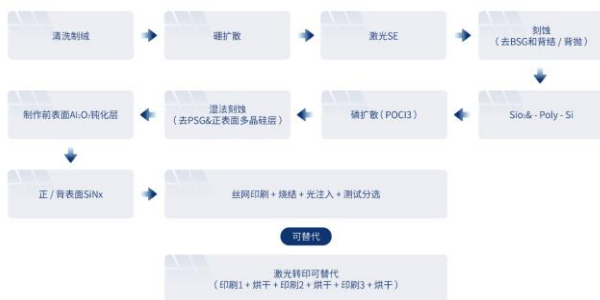 清洗制绒
硼扩散
激光SE
刻蚀
（去BSG和背结 / 背抛）
制作前表面Al₂O₃钝化层
湿法刻蚀
（去PSG&正表面多晶硅层）
磷扩散（POCl3）
Sio₂& - Poly - Si
正 / 背表面SiNx
丝网印刷 + 烧结 + 光注入 + 测试分选
可替代
激光转印可替代
（印刷1 + 烘干 + 印刷2 + 烘干 + 印刷3 + 烘干）